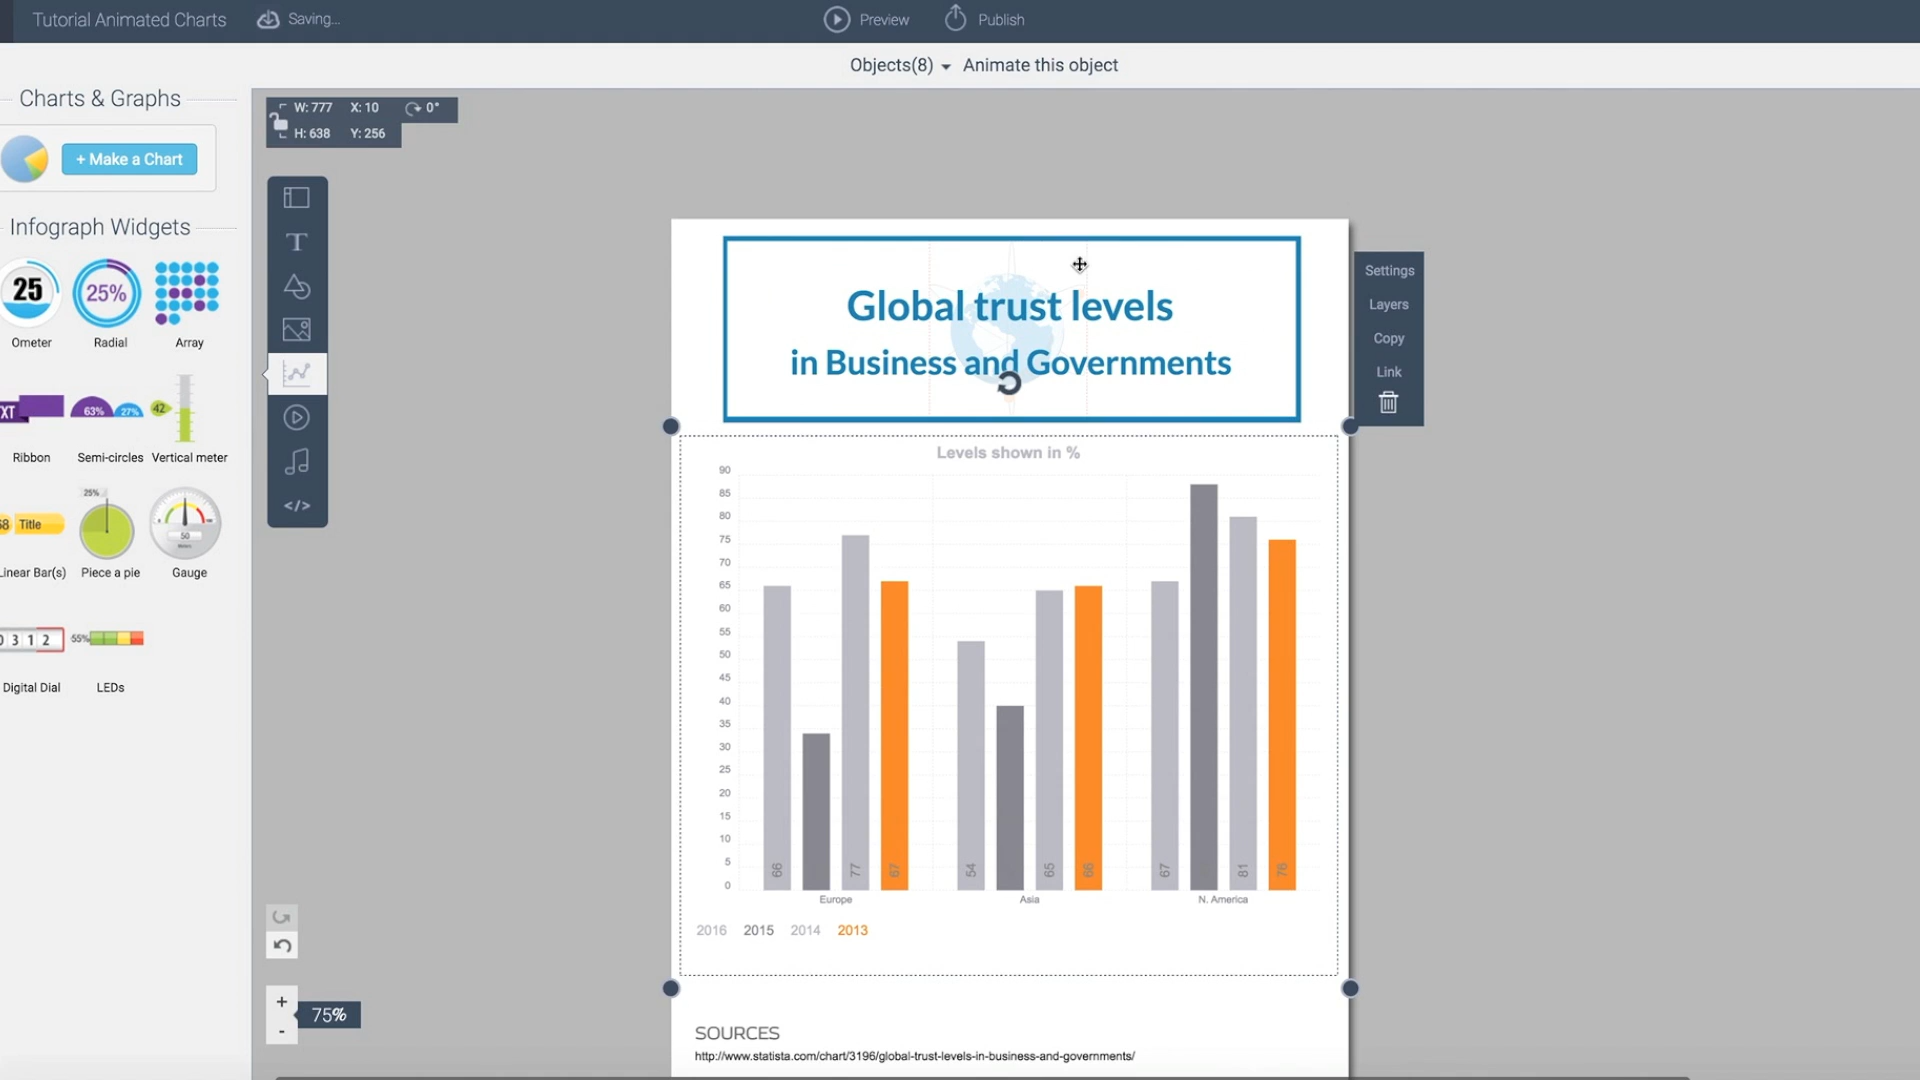 Tutorial Animated Charts
Saving...
Preview
Publish
Objects(8)
Animate this object
Charts & Graphs
+ Make a Chart
Infograph Widgets
25
25%
Ometer
Radial
Array
63%
27%
42
Ribbon
Semi-circles
Vertical meter
Title
25%
50
Linear Bar(s)
Piece a pie
Gauge
0 3 1 2
55%
Digital Dial
LEDs
W: 777 X: 10 0°
H: 638 Y: 256
T
</>
+
-
75%
Settings
Layers
Copy
Link
Global trust levels
in Business and Governments
Levels shown in %
90
85
80
75
70
65
60
55
50
45
40
35
30
25
20
15
10
5
0
66
77
67
54
65
66
67
81
76
Europe
Asia
N. America
2016 2015 2014 2013
SOURCES
http://www.statista.com/chart/3196/global-trust-levels-in-business-and-governments/